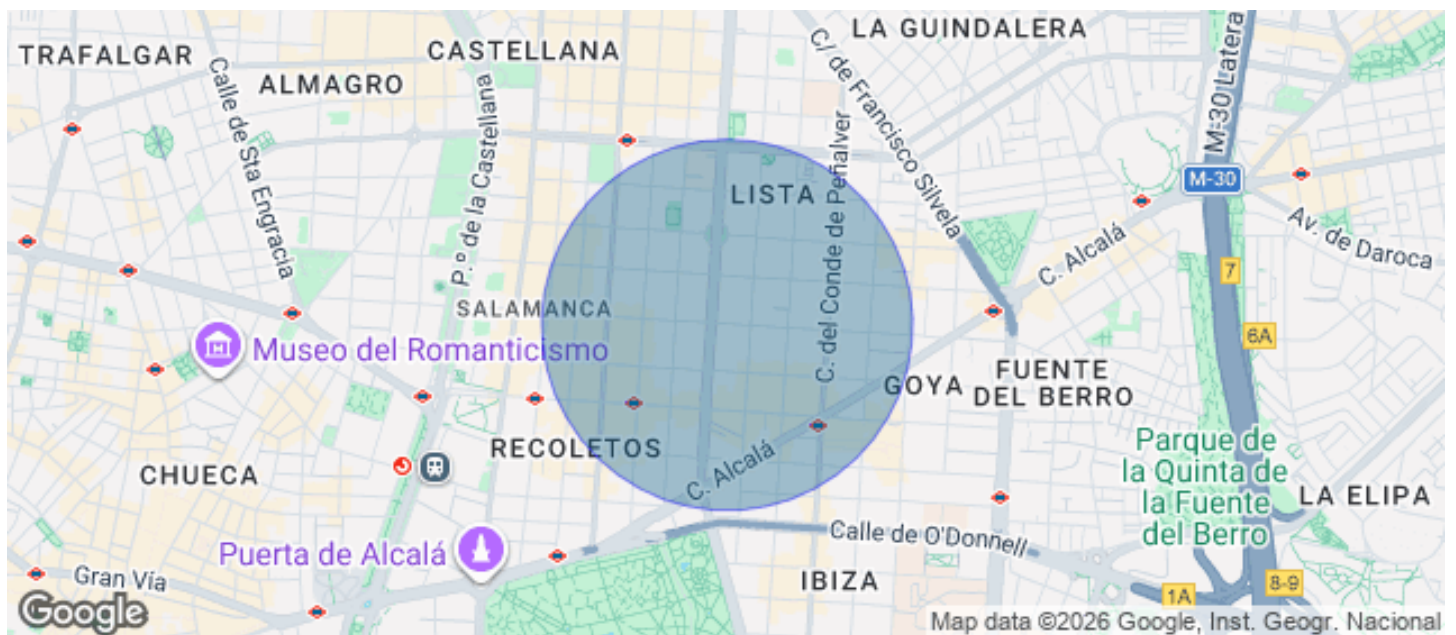 LA GUINDALERA
TRAFALGAR
CASTELLANA
ALMAGRO
Calle de Sta Engracia
P.º de la Castellana
C/ de Francisco Silvela
M-30 Latera
M-30
LISTA
C. del Conde de Peñalver
C. Alcalá
Av. de Daroca
7
SALAMANCA
6A
Museo del Romanticismo
GOYA
FUENTE
DEL BERRO
RECOLETOS
CHUECA
C. Alcalá
Parque de
la Quinta de
la Fuente
del Berro
LA ELIPA
Puerta de Alcalá
Calle de O'Donnell
Gran Vía
IBIZA
1A
8-9
Google
Map data ©2026 Google, Inst. Geogr. Nacional